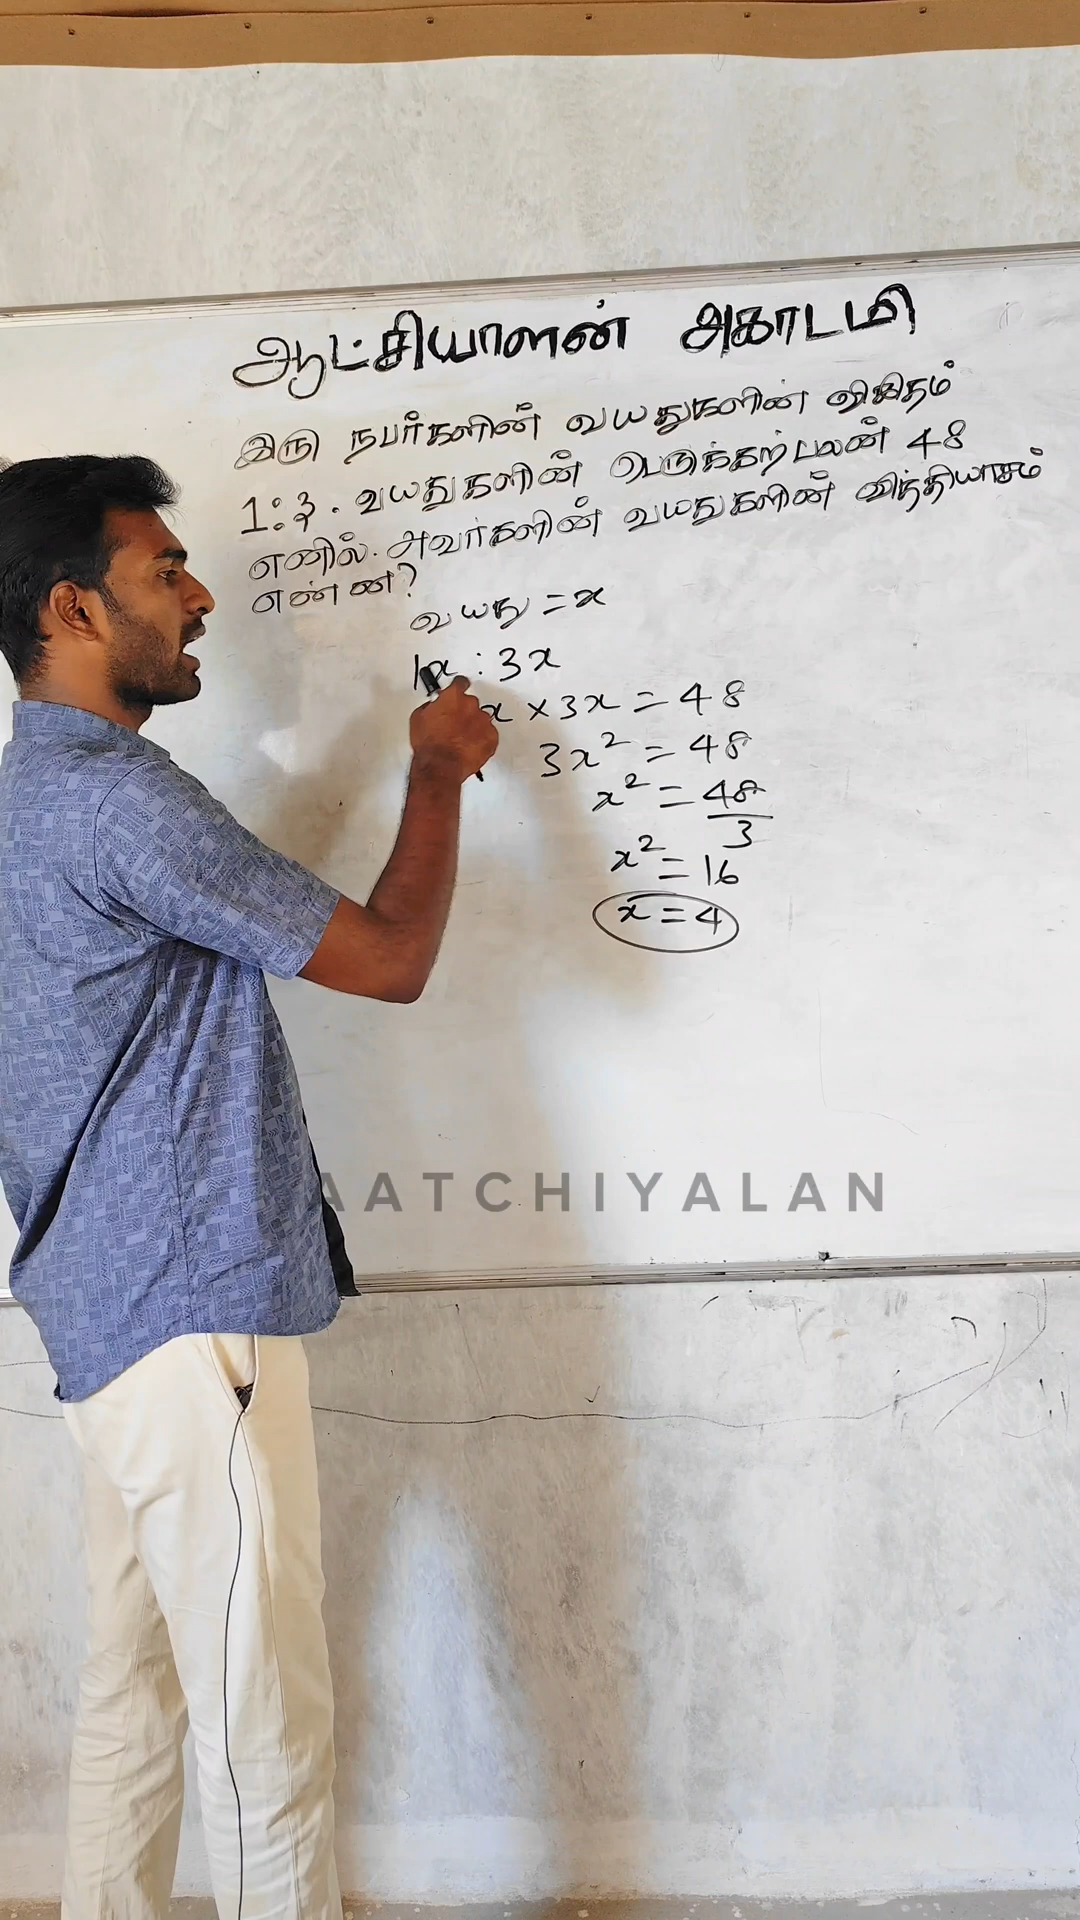 ஆட்சியாளன் அகாடமி
இரு நபர்களின் வயதுகளின் விகிதம்
1:3. வயதுகளின் பெருக்கற்பலன் 48
எனில். அவர்களின் வயதுகளின் வித்தியாசம்
என்ன?
வயது = x
1x : 3x
x × 3x = 48
3x² = 48
x² = 48/3
x² = 16
x = 4
AATCHIYALAN